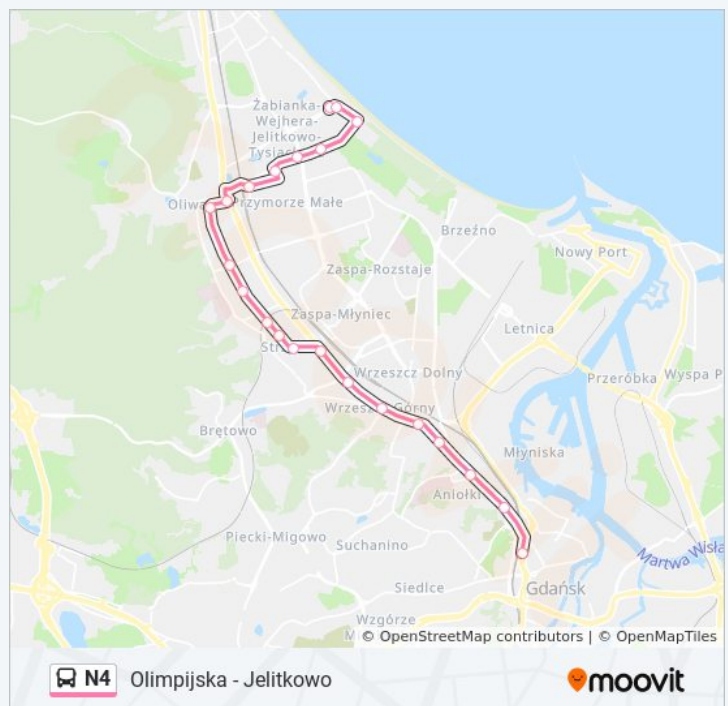 Żabianka-
Wejhera-
Jelitkowo-
Oliwa
Przymorze Małe
Brzeźno
Nowy Port
Zaspa-Rozstaje
Zaspa-Młyniec
Letnica
Wrzeszcz Dolny
Przeróbka
Wyspa P
Wrzeszcz Górny
Brętowo
Młyniska
Aniołki
Piecki-Migowo
Suchanino
Martwa Wisła
Siedlce
Gdańsk
Wzgórze
© OpenStreetMap contributors | © OpenMapTiles
N4 Olimpijska - Jelitkowo
moovit